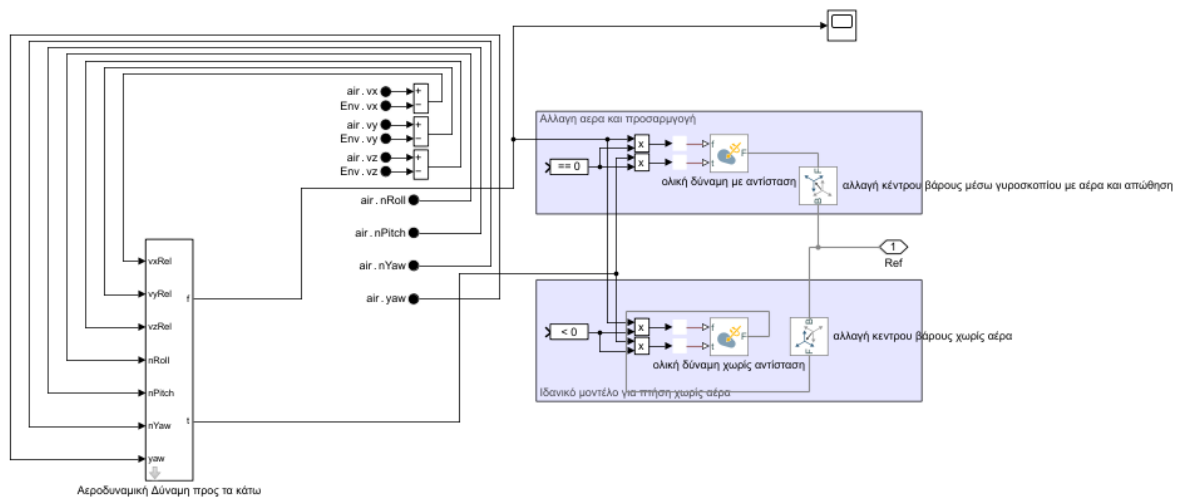 air.vx
Env.vx
air.vy
Env.vy
air.vz
Env.vz
air.nRoll
air.nPitch
air.nYaw
air.yaw
vxRel
vyRel
vzRel
nRoll
nPitch
nYaw
yaw
f
t
Αεροδυναμική Δύναμη προς τα κάτω
Αλλαγη αερα και προσαρμγογή
== 0
x
x
f
t
F
ολική δύναμη με αντίσταση
F
B
αλλαγή κέντρου βάρους μέσω γυροσκοπίου με αέρα και απώθηση
1
Ref
< 0
x
x
f
t
F
ολική δύναμη χωρίς αντίσταση
B
F
αλλαγή κεντρου βάρους χωρίς αέρα
Ιδανικό μοντέλο για πτήση χωρίς αέρα